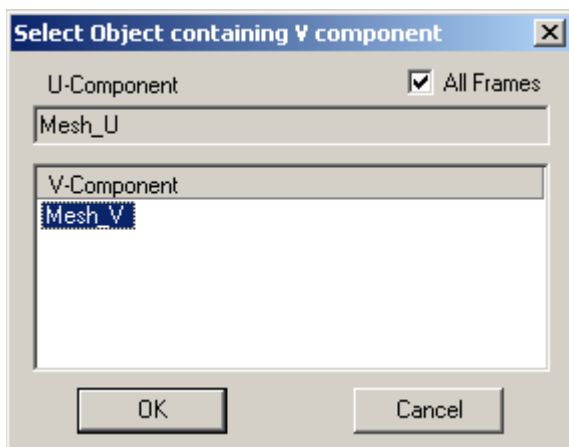 Select Object containing V component
U-Component All Frames
Mesh_U
V-Component
Mesh_V
OK Cancel